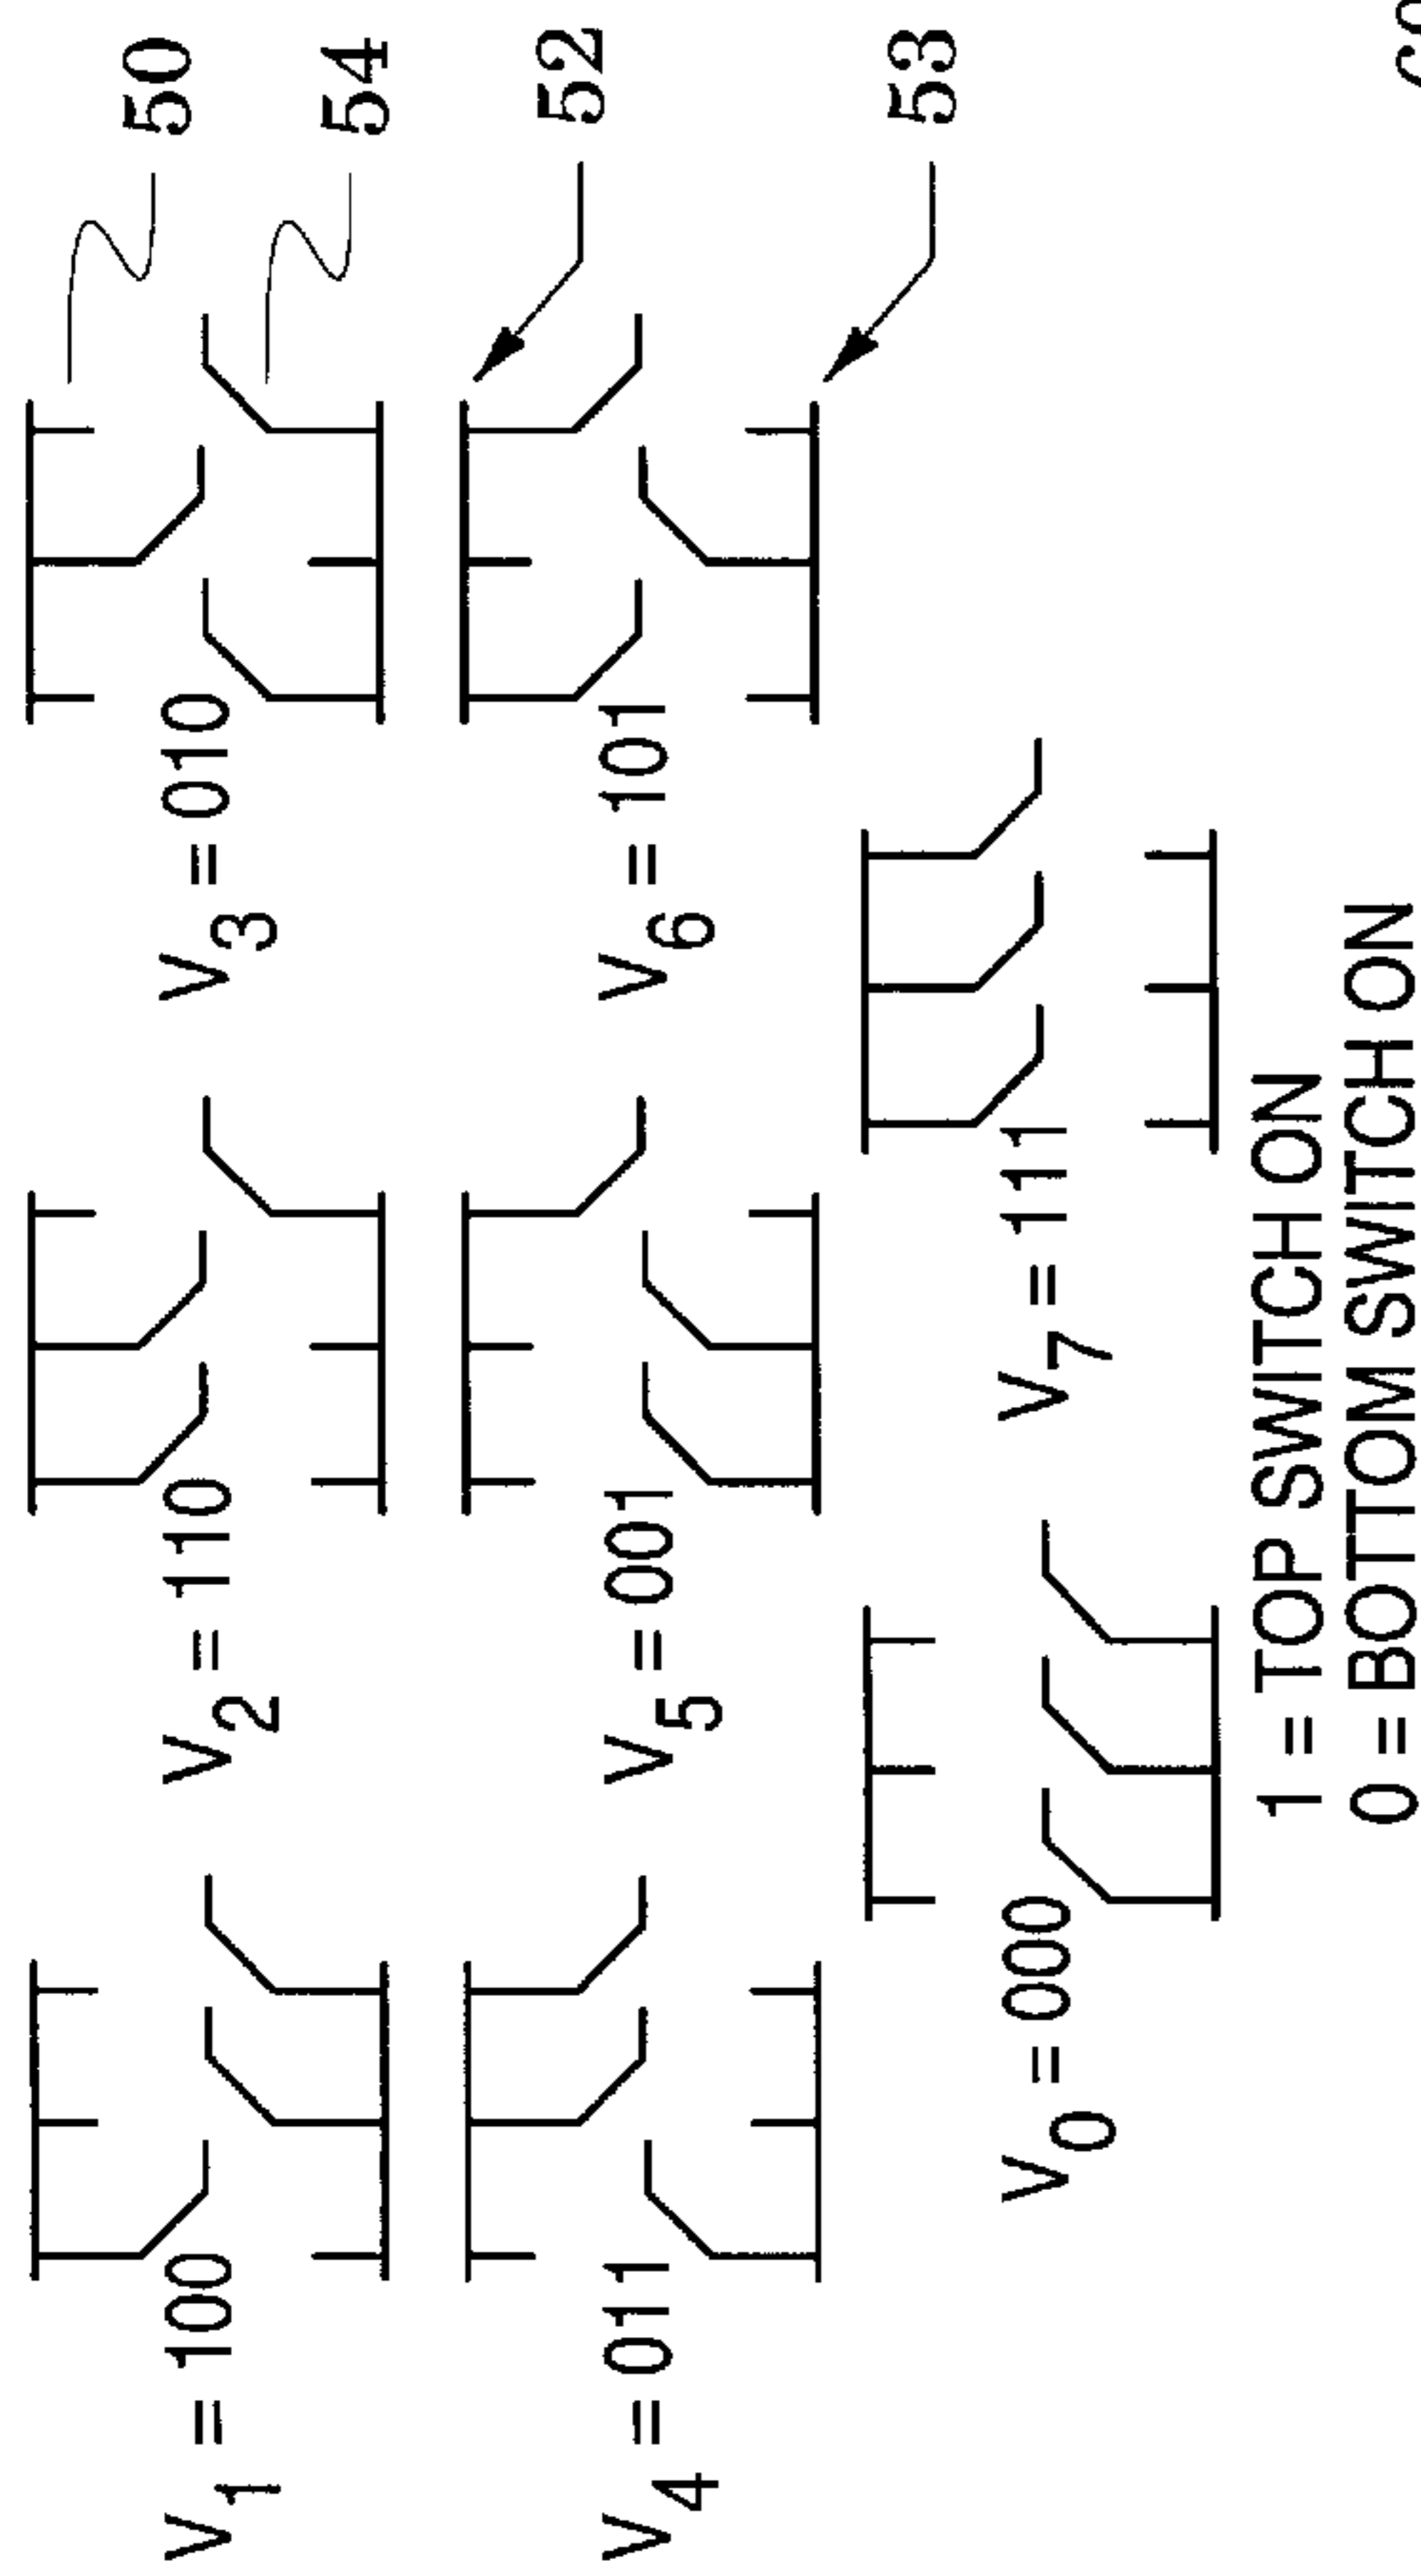 V1 = 100
V2 = 110
V3 = 010
50
54
V4 = 011
V5 = 001
V6 = 101
52
53
V0 = 000
V7 = 111
1 = TOP SWITCH ON
0 = BOTTOM SWITCH ON